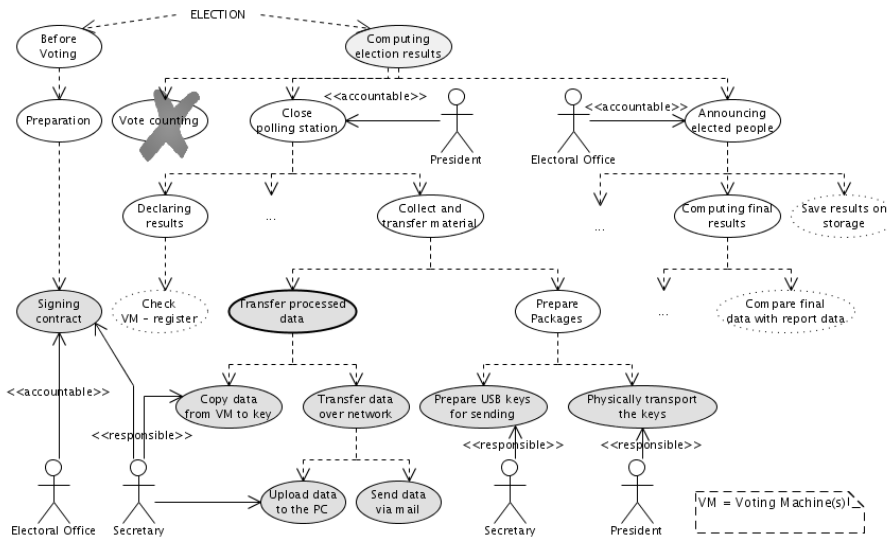 ELECTION
Before
Voting
Computing
election results
Preparation
Vote counting
Close
polling station
<<accountable>>
President
<<accountable>>
Electoral Office
Announcing
elected people
Declaring
results
...
Collect and
transfer material
...
Computing final
results
Save results on
storage
Signing
contract
Check
VM - register
Transfer processed
data
Prepare
Packages
...
Compare final
data with report data
<<accountable>>
Copy data
from VM to key
Transfer data
over network
Prepare USB keys
for sending
Physically transport
the keys
<<responsible>>
<<responsible>>
<<responsible>>
Upload data
to the PC
Send data
via mail
Electoral Office
Secretary
Secretary
President
VM = Voting Machine(s)